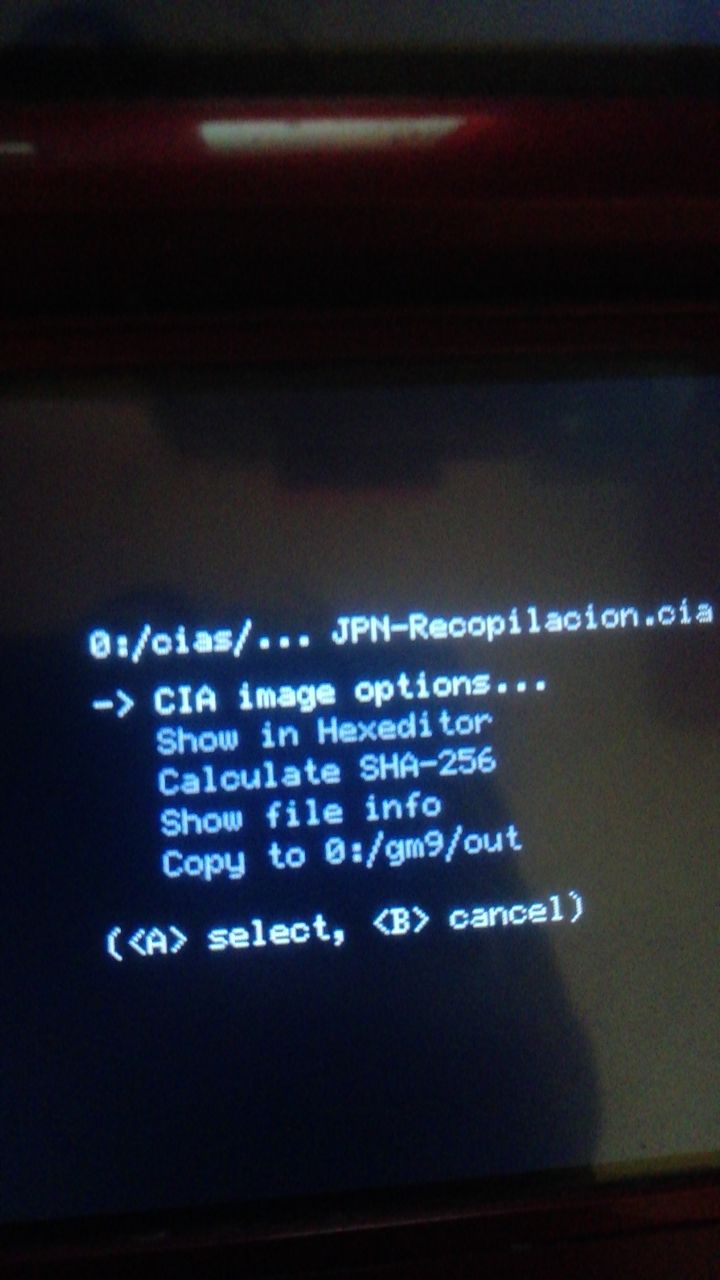 0:/cias/... JPN-Recopilacion.cia
-> CIA image options...
Show in Hexeditor
Calculate SHA-256
Show file info
Copy to 0:/gm9/out
(<A> select, <B> cancel)